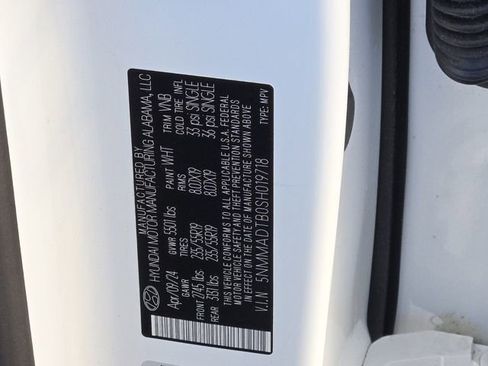 MANUFACTURED BY
HYUNDAI MOTOR MANUFACTURING ALABAMA, LLC
Apr/09/24 GVWR 5501 lbs PAINT WHT TRIM VNB
GAWR TIRES RIMS COLD TIRE INFL
FRONT 2745 lbs 235/55R19 8.0JX19 33 psi SINGLE
REAR 3131 lbs 235/55R19 8.0JX19 36 psi SINGLE
THIS VEHICLE CONFORMS TO ALL APPLICABLE U.S.A. FEDERAL
MOTOR VEHICLE SAFETY AND THEFT PREVENTION STANDARDS
IN EFFECT ON THE DATE OF MANUFACTURE SHOWN ABOVE
V.I.N 5NMMADTB0SH019718 TYPE: MPV